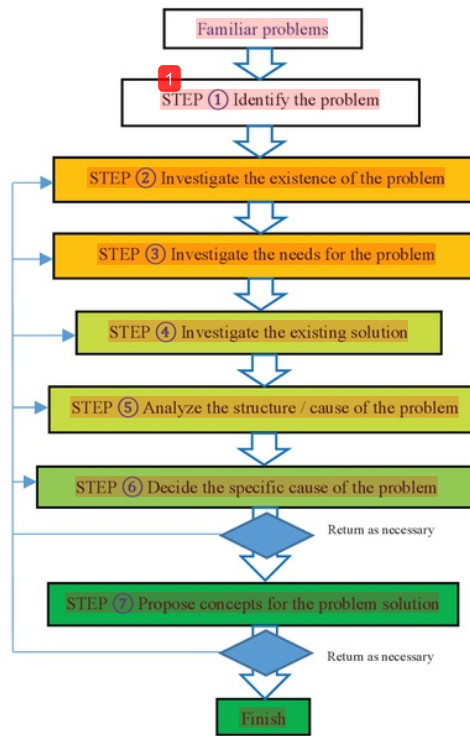 Familiar problems
1
STEP ① Identify the problem
STEP ② Investigate the existence of the problem
STEP ③ Investigate the needs for the problem
STEP ④ Investigate the existing solution
STEP ⑤ Analyze the structure / cause of the problem
STEP ⑥ Decide the specific cause of the problem
Return as necessary
STEP ⑦ Propose concepts for the problem solution
Return as necessary
Finish